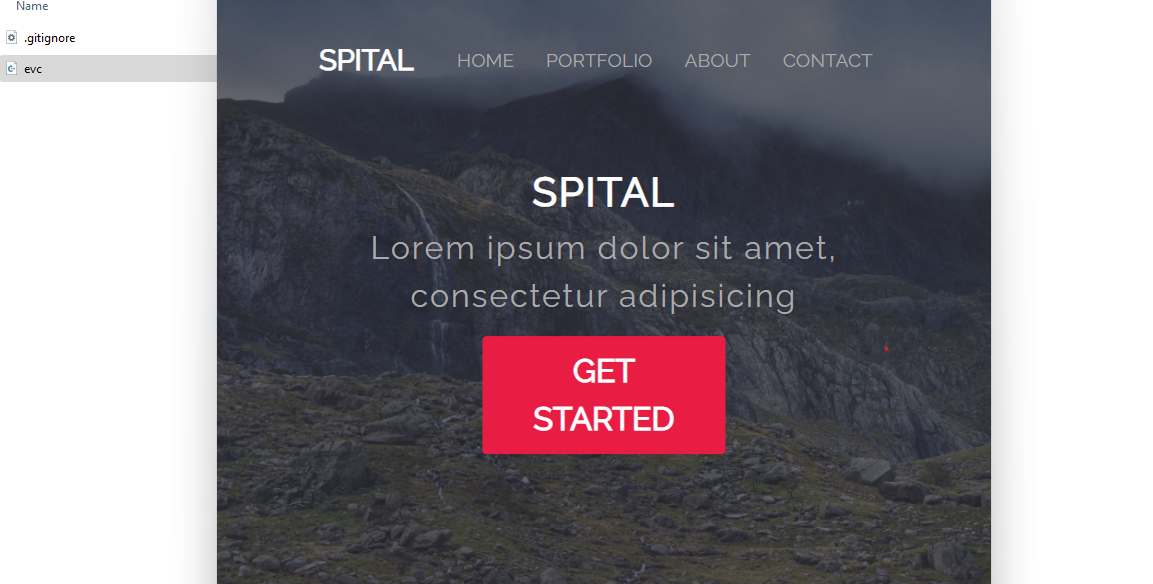 Name
.gitignore
evc
SPITAL HOME PORTFOLIO ABOUT CONTACT
SPITAL
Lorem ipsum dolor sit amet,
consectetur adipisicing
GET
STARTED